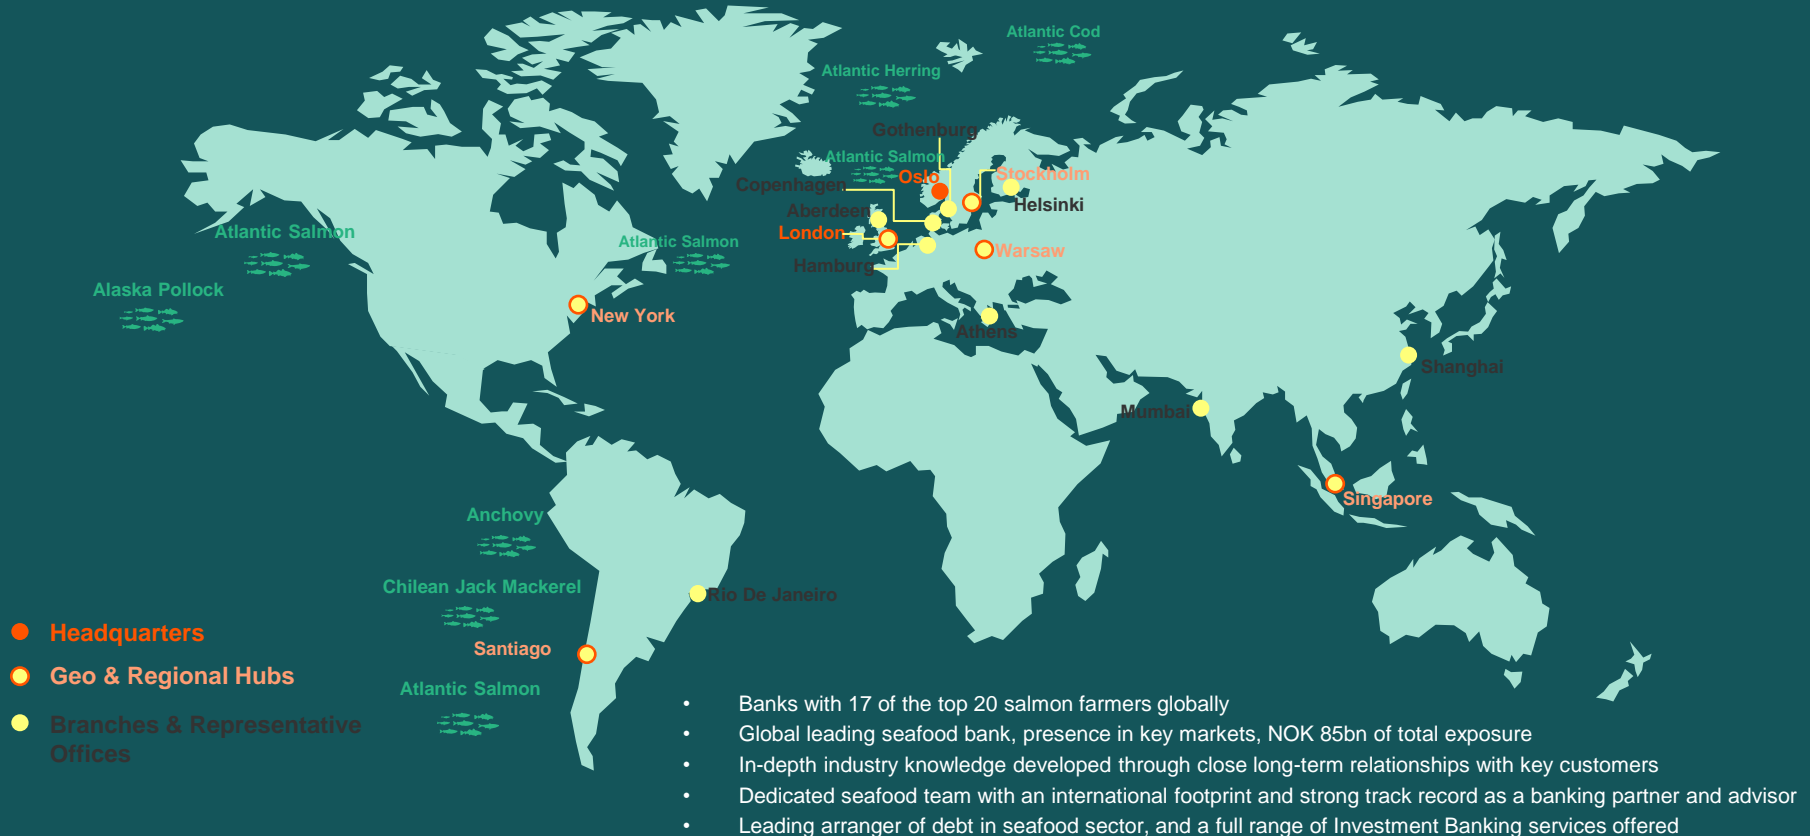 Atlantic Cod
Atlantic Herring
Gothenburg
Atlantic Salmon
Oslo
Stockholm
Copenhagen
Helsinki
Aberdeen
London
Atlantic Salmon
Atlantic Salmon
Warsaw
Hamburg
Alaska Pollock
New York
Athens
Shanghai
Mumbai
Singapore
Anchovy
Chilean Jack Mackerel
Rio De Janeiro
Santiago
Atlantic Salmon
Headquarters
Geo & Regional Hubs
Branches & Representative
Offices
• Banks with 17 of the top 20 salmon farmers globally
• Global leading seafood bank, presence in key markets, NOK 85bn of total exposure
• In-depth industry knowledge developed through close long-term relationships with key customers
• Dedicated seafood team with an international footprint and strong track record as a banking partner and advisor
• Leading arranger of debt in seafood sector, and a full range of Investment Banking services offered